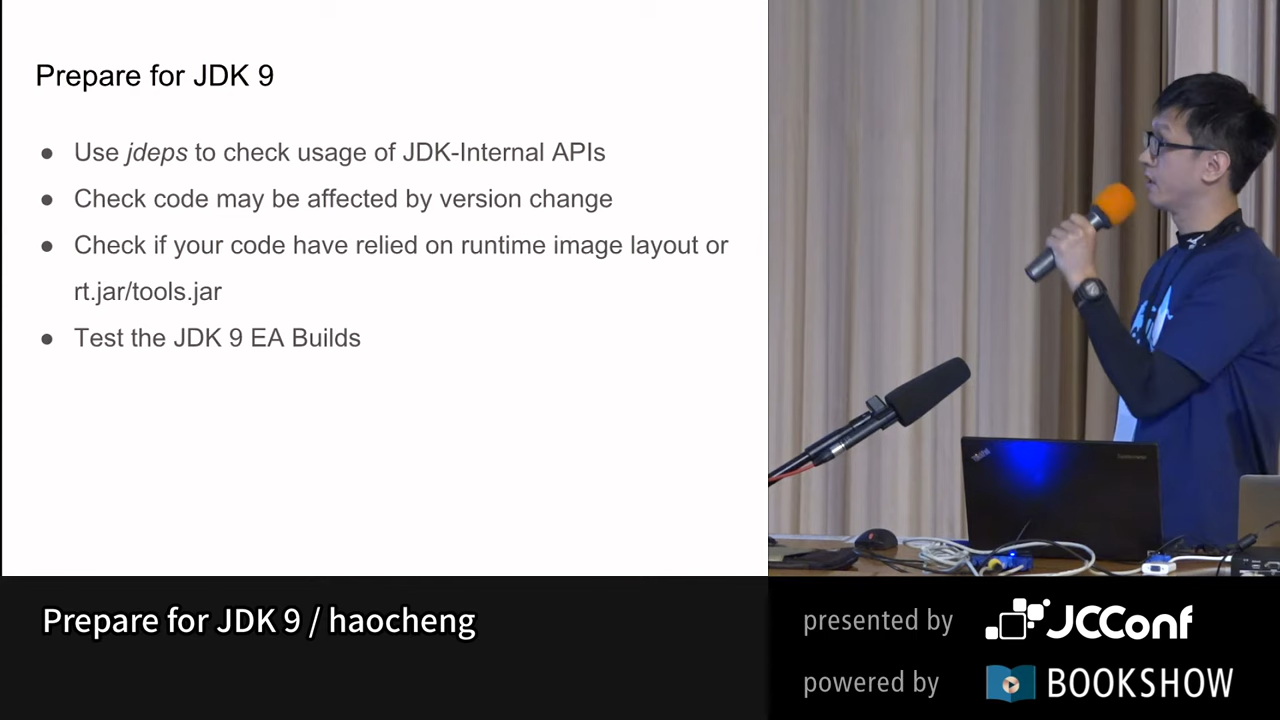 Prepare for JDK 9
● Use jdeps to check usage of JDK-Internal APIs
● Check code may be affected by version change
● Check if your code have relied on runtime image layout or
rt.jar/tools.jar
● Test the JDK 9 EA Builds
Prepare for JDK 9 / haocheng
presented by JCConf
powered by BOOKSHOW